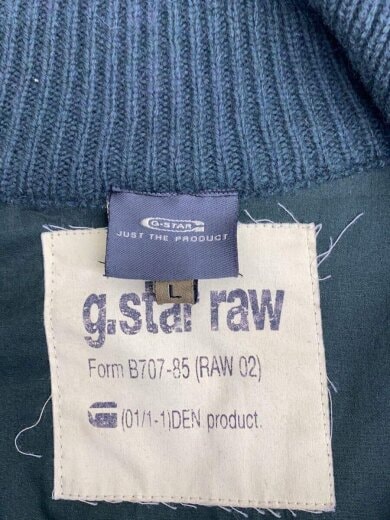 G-STAR
JUST THE PRODUCT
L
g.star raw
Form B707-85 (RAW 02)
G (01/1-1)DEN product.